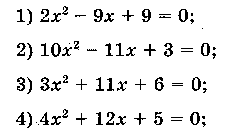 1) 2x² − 9x + 9 = 0;
2) 10x² − 11x + 3 = 0;
3) 3x² + 11x + 6 = 0;
4) 4x² + 12x + 5 = 0;